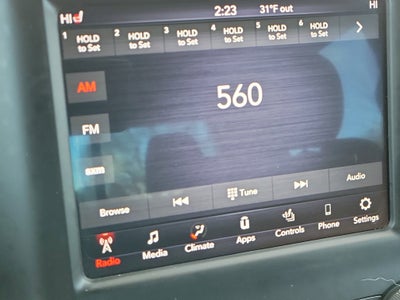 HI 2:23 31°F out HI
1 HOLD to Set 2 HOLD to Set 3 HOLD to Set 4 HOLD to Set 5 HOLD to Set 6 HOLD to Set
AM
560
FM
sxm
Browse Tune Audio
Radio Media Climate Apps Controls Phone Settings